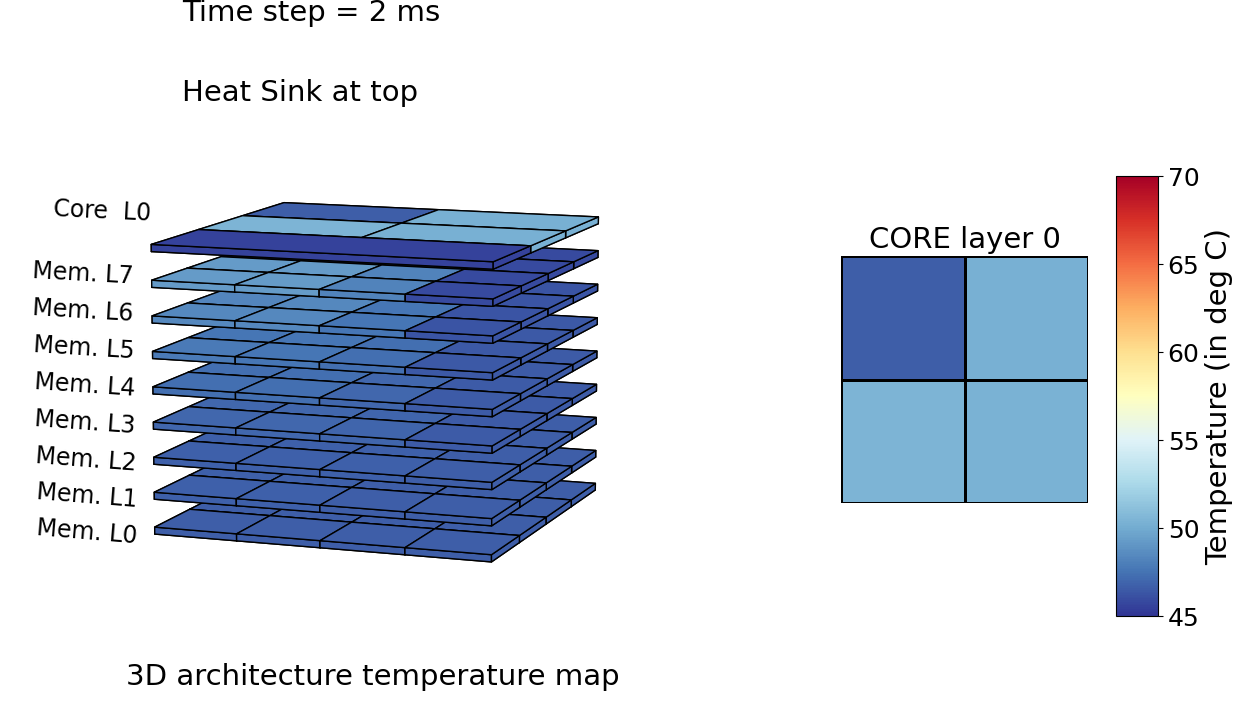 Time step = 2 ms
Heat Sink at top
Core  L0
Mem. L7
Mem. L6
Mem. L5
Mem. L4
Mem. L3
Mem. L2
Mem. L1
Mem. L0
3D architecture temperature map
CORE layer 0
70
65
60
55
50
45
Temperature (in deg C)